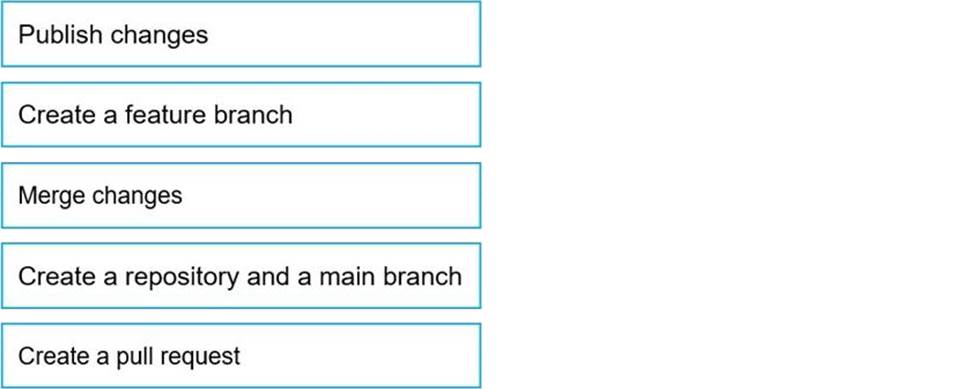 Publish changes
Create a feature branch
Merge changes
Create a repository and a main branch
Create a pull request